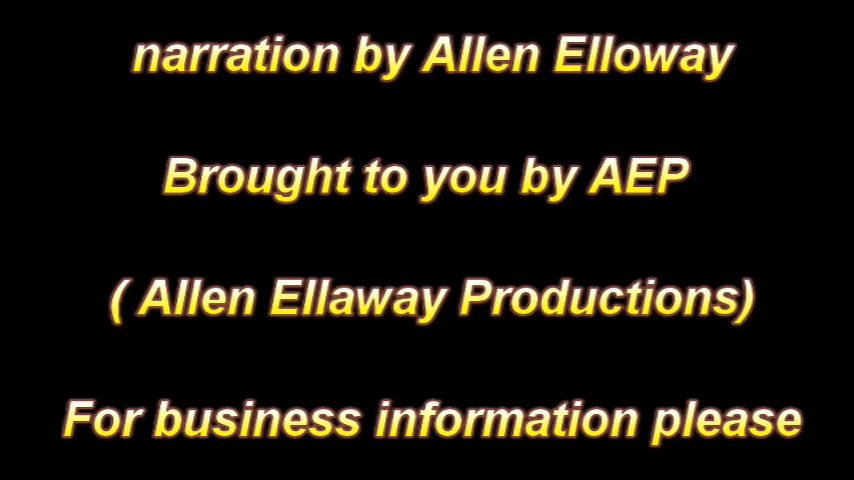 narration by Allen Elloway
Brought to you by AEP
( Allen Ellaway Productions)
For business information please